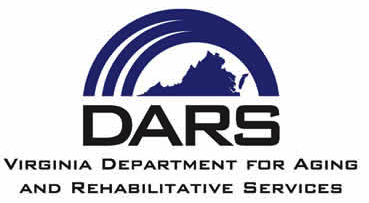 DARS
Virginia Department for Aging
and Rehabilitative Services